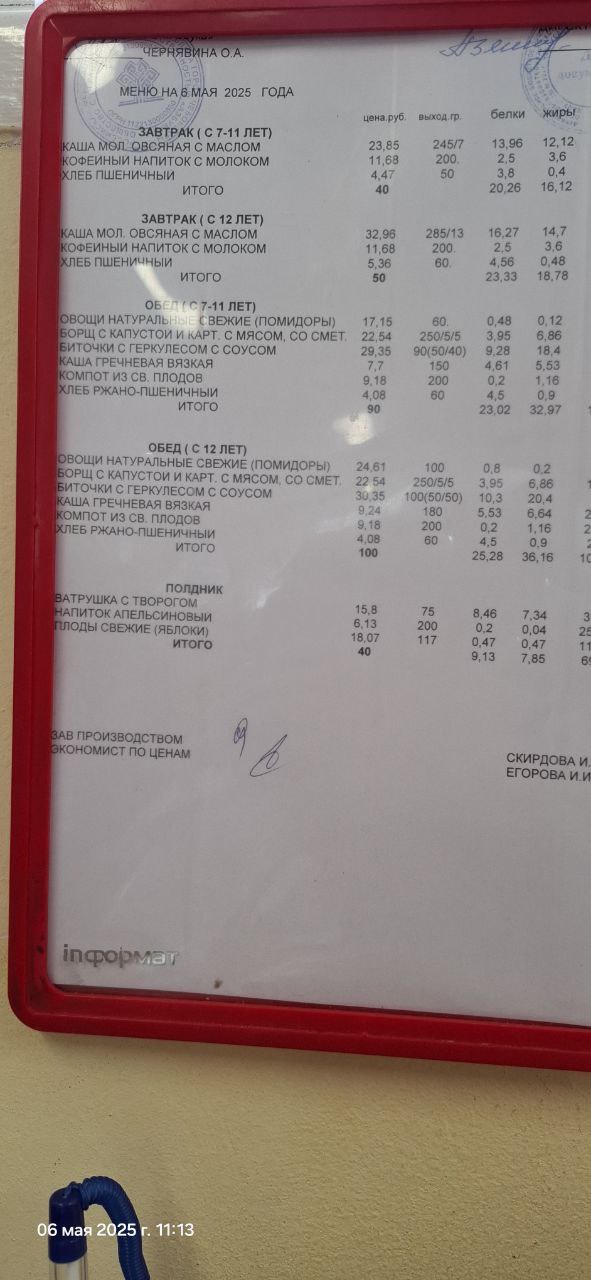 ЧЕРНЯВИНА О.А.
МЕНЮ НА 6 МАЯ 2025 ГОДА
цена.руб. выход.гр. белки жиры
ЗАВТРАК ( С 7-11 ЛЕТ)
КАША МОЛ. ОВСЯНАЯ С МАСЛОМ 23,85 245/7 13,96 12,12
КОФЕЙНЫЙ НАПИТОК С МОЛОКОМ 11,68 200. 2,5 3,6
ХЛЕБ ПШЕНИЧНЫЙ 4,47 50 3,8 0,4
ИТОГО 40 20,26 16,12
ЗАВТРАК ( С 12 ЛЕТ)
КАША МОЛ. ОВСЯНАЯ С МАСЛОМ 32,96 285/13 16,27 14,7
КОФЕЙНЫЙ НАПИТОК С МОЛОКОМ 11,68 200. 2,5 3,6
ХЛЕБ ПШЕНИЧНЫЙ 5,36 60. 4,56 0,48
ИТОГО 50 23,33 18,78
ОБЕД ( С 7-11 ЛЕТ)
ОВОЩИ НАТУРАЛЬНЫЕ СВЕЖИЕ (ПОМИДОРЫ) 17,15 60. 0,48 0,12
БОРЩ С КАПУСТОЙ И КАРТ. С МЯСОМ, СО СМЕТ. 22,54 250/5/5 3,95 6,86
БИТОЧКИ С ГЕРКУЛЕСОМ С СОУСОМ 29,35 90(50/40) 9,28 18,4
КАША ГРЕЧНЕВАЯ ВЯЗКАЯ 7,7 150 4,61 5,53
КОМПОТ ИЗ СВ. ПЛОДОВ 9,18 200 0,2 1,16
ХЛЕБ РЖАНО-ПШЕНИЧНЫЙ 4,08 60 4,5 0,9
ИТОГО 90 23,02 32,97
ОБЕД ( С 12 ЛЕТ)
ОВОЩИ НАТУРАЛЬНЫЕ СВЕЖИЕ (ПОМИДОРЫ) 24,61 100 0,8 0,2
БОРЩ С КАПУСТОЙ И КАРТ. С МЯСОМ, СО СМЕТ. 22,54 250/5/5 3,95 6,86
БИТОЧКИ С ГЕРКУЛЕСОМ С СОУСОМ 30,35 100(50/50) 10,3 20,4
КАША ГРЕЧНЕВАЯ ВЯЗКАЯ 9,24 180 5,53 6,64
КОМПОТ ИЗ СВ. ПЛОДОВ 9,18 200 0,2 1,16
ХЛЕБ РЖАНО-ПШЕНИЧНЫЙ 4,08 60 4,5 0,9
ИТОГО 100 25,28 36,16
ПОЛДНИК
ВАТРУШКА С ТВОРОГОМ 15,8 75 8,46 7,34
НАПИТОК АПЕЛЬСИНОВЫЙ 6,13 200 0,2 0,04
ПЛОДЫ СВЕЖИЕ (ЯБЛОКИ) 18,07 117 0,47 0,47
ИТОГО 40 9,13 7,85
ЗАВ ПРОИЗВОДСТВОМ СКИРДОВА И.
ЭКОНОМИСТ ПО ЦЕНАМ ЕГОРОВА И.И
inформат
06 мая 2025 г. 11:13